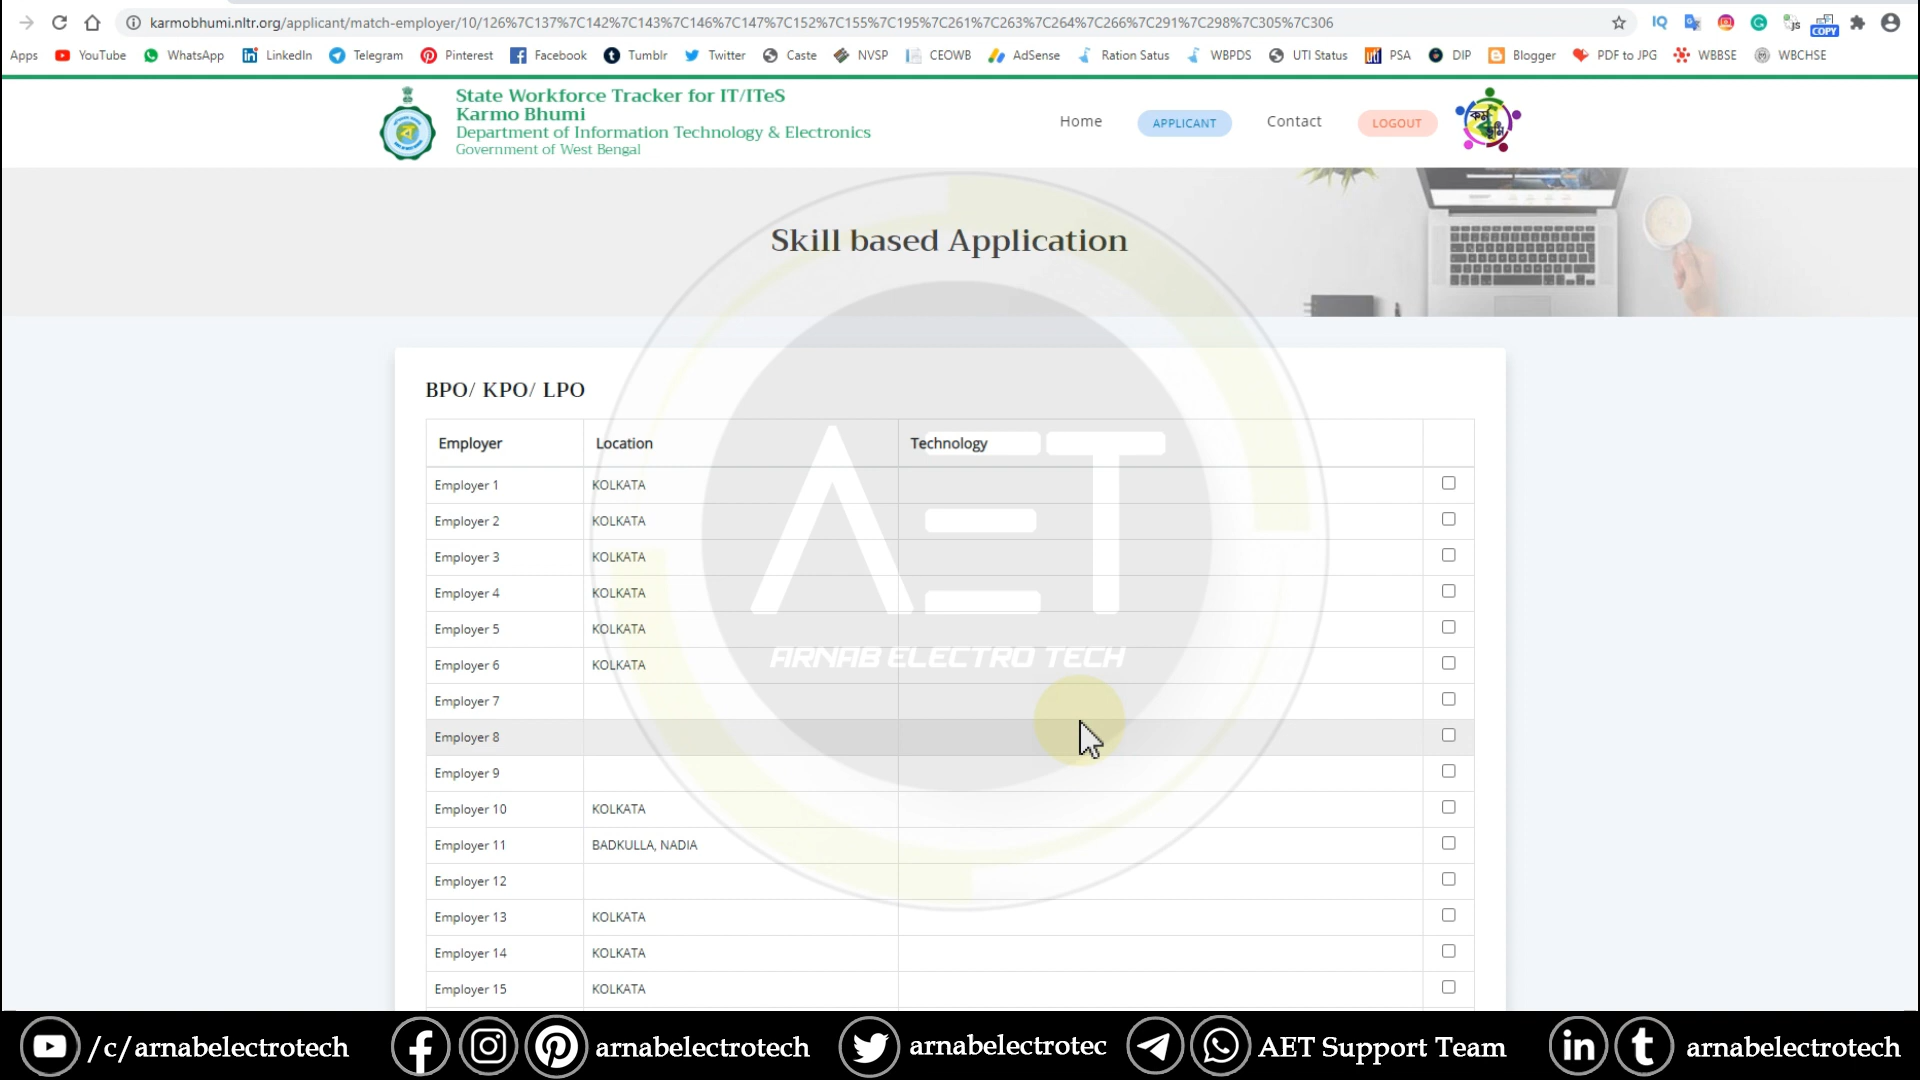 karmobhumi.nltr.org/applicant/match-employer/10/126%7C137%7C142%7C143%7C146%7C147%7C152%7C155%7C195%7C261%7C263%7C264%7C266%7C291%7C298%7C305%7C306
IQ
js
COPY
Apps YouTube WhatsApp LinkedIn Telegram Pinterest Facebook Tumblr Twitter Caste NVSP CEOWB AdSense Ration Satus WBPDS UTI Status PSA DIP Blogger PDF to JPG WBBSE WBCHSE
State Workforce Tracker for IT/ITeS
Karmo Bhumi
Department of Information Technology & Electronics
Government of West Bengal
Home APPLICANT Contact LOGOUT
কর্ম
ভূমি
Skill based Application
BPO/ KPO/ LPO
Employer Location Technology
Employer 1 KOLKATA
Employer 2 KOLKATA
Employer 3 KOLKATA
Employer 4 KOLKATA
Employer 5 KOLKATA
Employer 6 KOLKATA
Employer 7
Employer 8
Employer 9
Employer 10 KOLKATA
Employer 11 BADKULLA, NADIA
Employer 12
Employer 13 KOLKATA
Employer 14 KOLKATA
Employer 15 KOLKATA
AET
ARNAB ELECTRO TECH
/c/arnabelectrotech arnabelectrotech arnabelectrotec AET Support Team arnabelectrotech